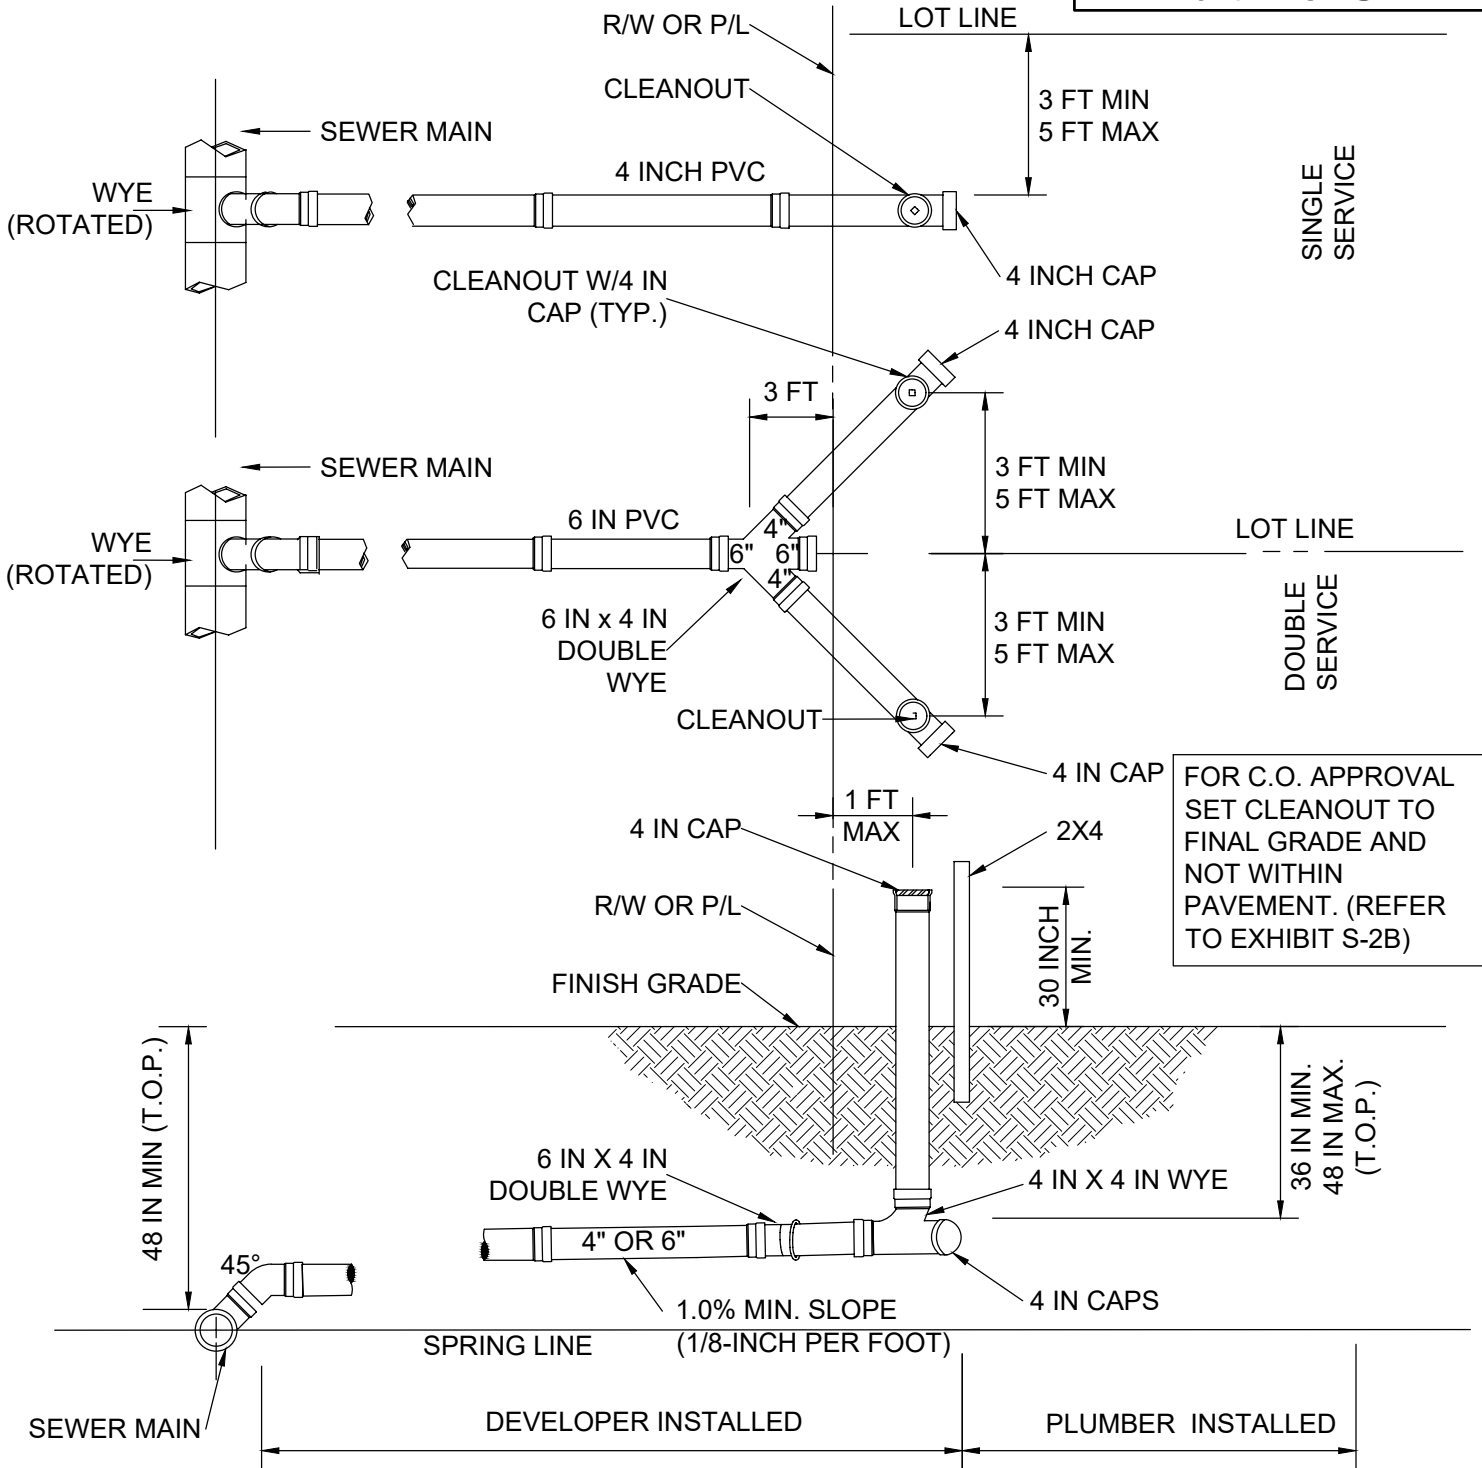 LOT LINE
R/W OR P/L
CLEANOUT
3 FT MIN
5 FT MAX
SEWER MAIN
4 INCH PVC
WYE
(ROTATED)
SINGLE
SERVICE
4 INCH CAP
CLEANOUT W/4 IN
CAP (TYP.)
4 INCH CAP
3 FT
SEWER MAIN
3 FT MIN
5 FT MAX
6 IN PVC
WYE
(ROTATED)
4"
6"
6"
4"
LOT LINE
6 IN x 4 IN
DOUBLE
WYE
3 FT MIN
5 FT MAX
DOUBLE
SERVICE
CLEANOUT
4 IN CAP
FOR C.O. APPROVAL
SET CLEANOUT TO
FINAL GRADE AND
NOT WITHIN
PAVEMENT. (REFER
TO EXHIBIT S-2B)
1 FT
MAX
4 IN CAP
2X4
R/W OR P/L
30 INCH
MIN.
FINISH GRADE
48 IN MIN (T.O.P.)
36 IN MIN.
48 IN MAX.
(T.O.P.)
6 IN X 4 IN
DOUBLE WYE
4 IN X 4 IN WYE
4" OR 6"
45°
4 IN CAPS
1.0% MIN. SLOPE
(1/8-INCH PER FOOT)
SPRING LINE
SEWER MAIN
DEVELOPER INSTALLED
PLUMBER INSTALLED